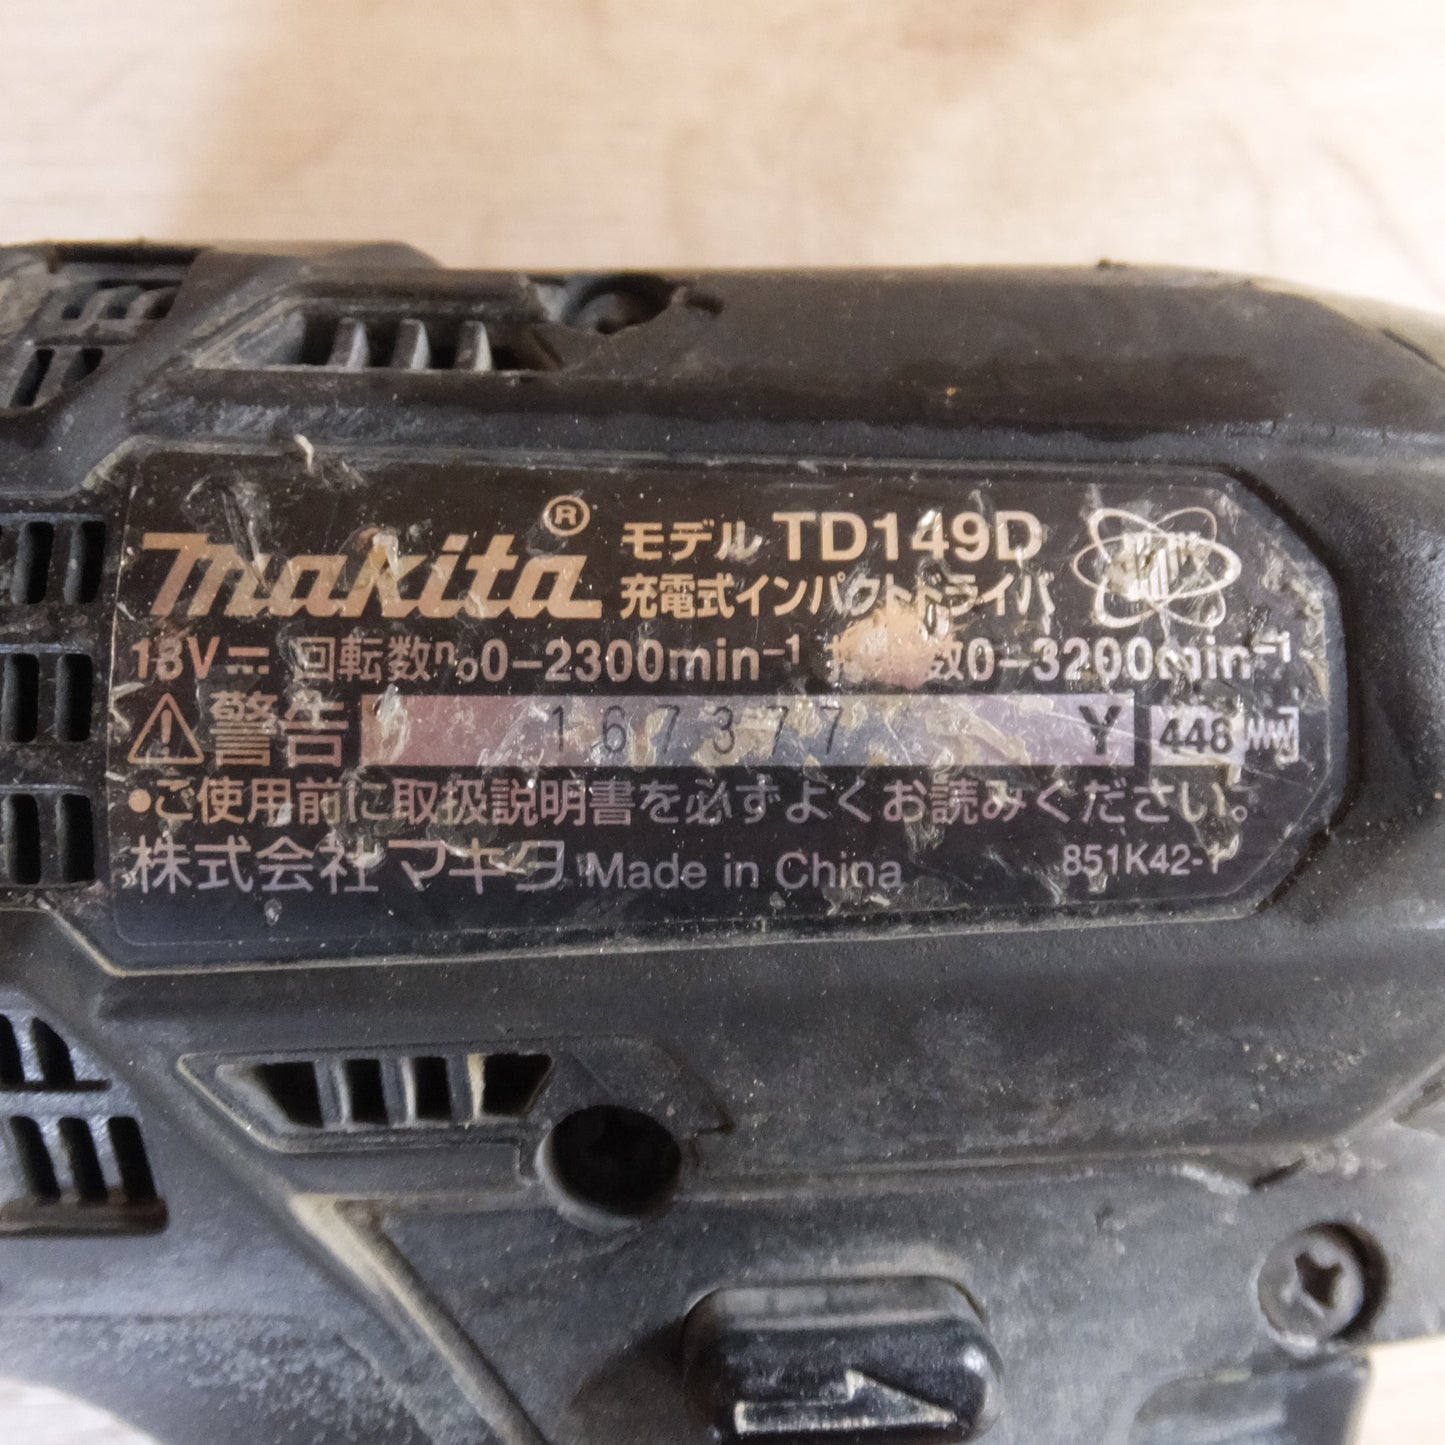 makita®
モデル TD149D
充電式インパクトドライバ
18V 回転数n₀0-2300min⁻¹ 数0-3200min⁻¹
警告 167377 Y 448
•ご使用前に取扱説明書を必ずよくお読みください。
株式会社マキタ Made in China 851K42-1